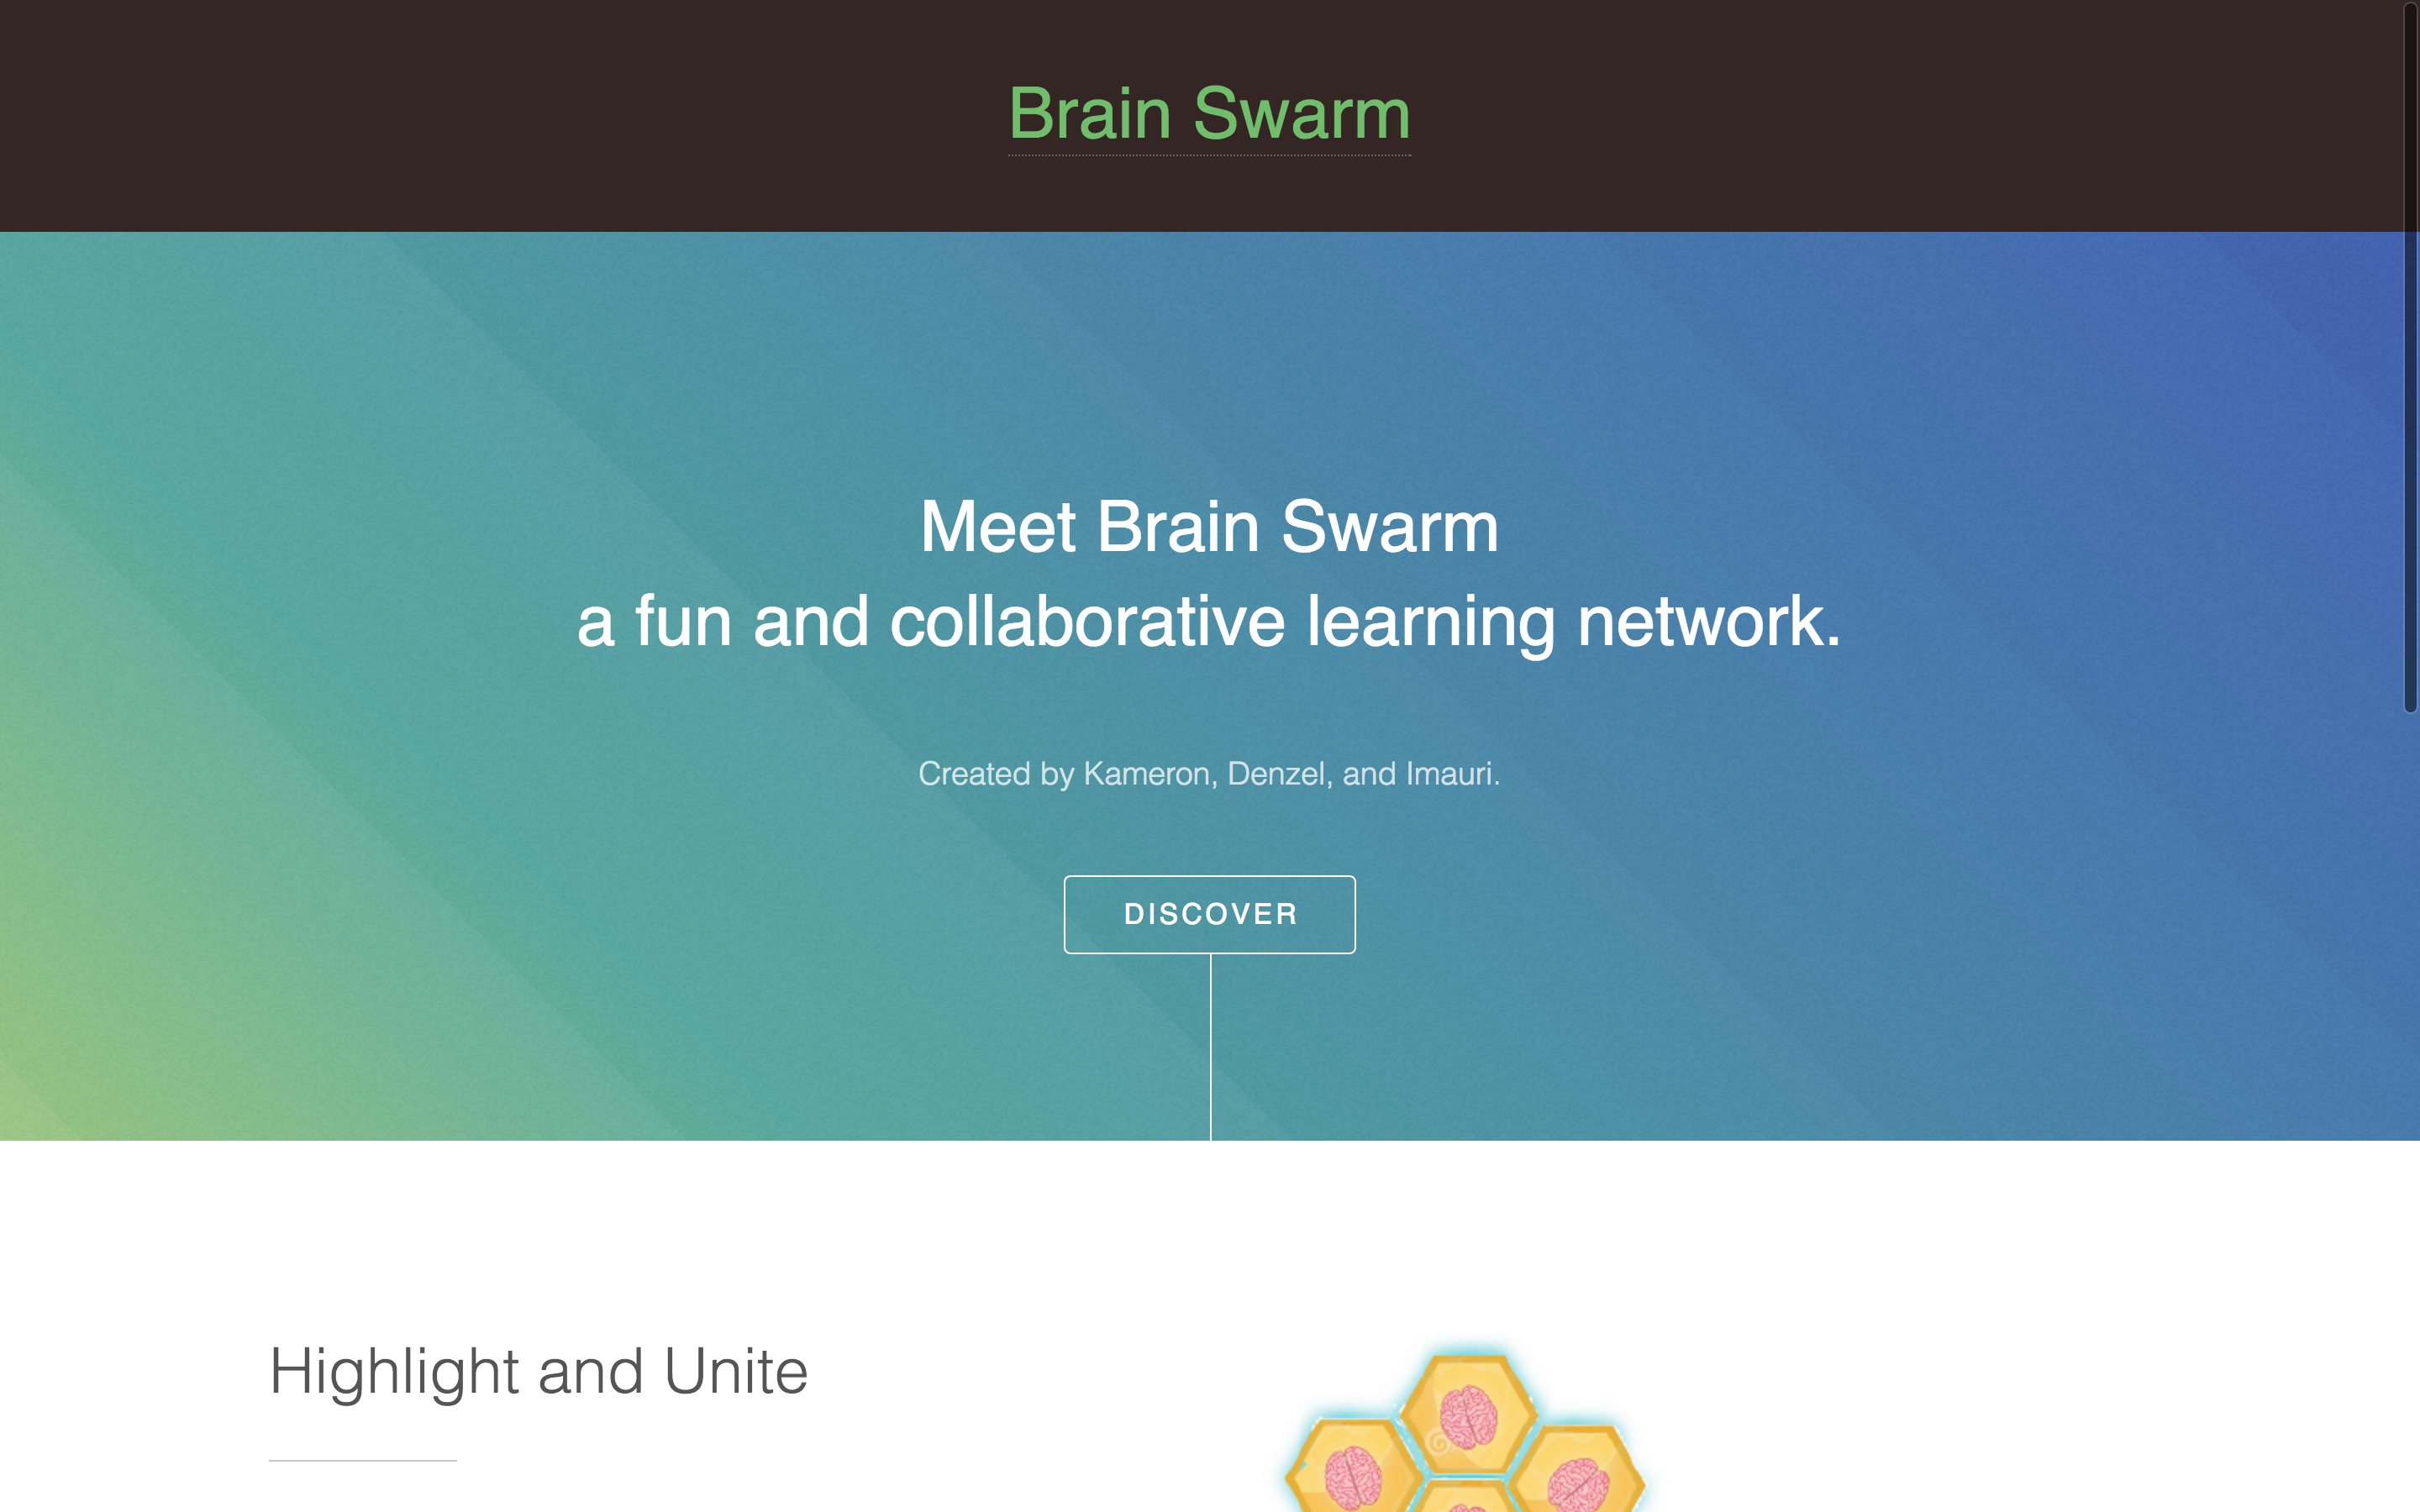 Brain Swarm
Meet Brain Swarm
a fun and collaborative learning network.
Created by Kameron, Denzel, and Imauri.
DISCOVER
Highlight and Unite